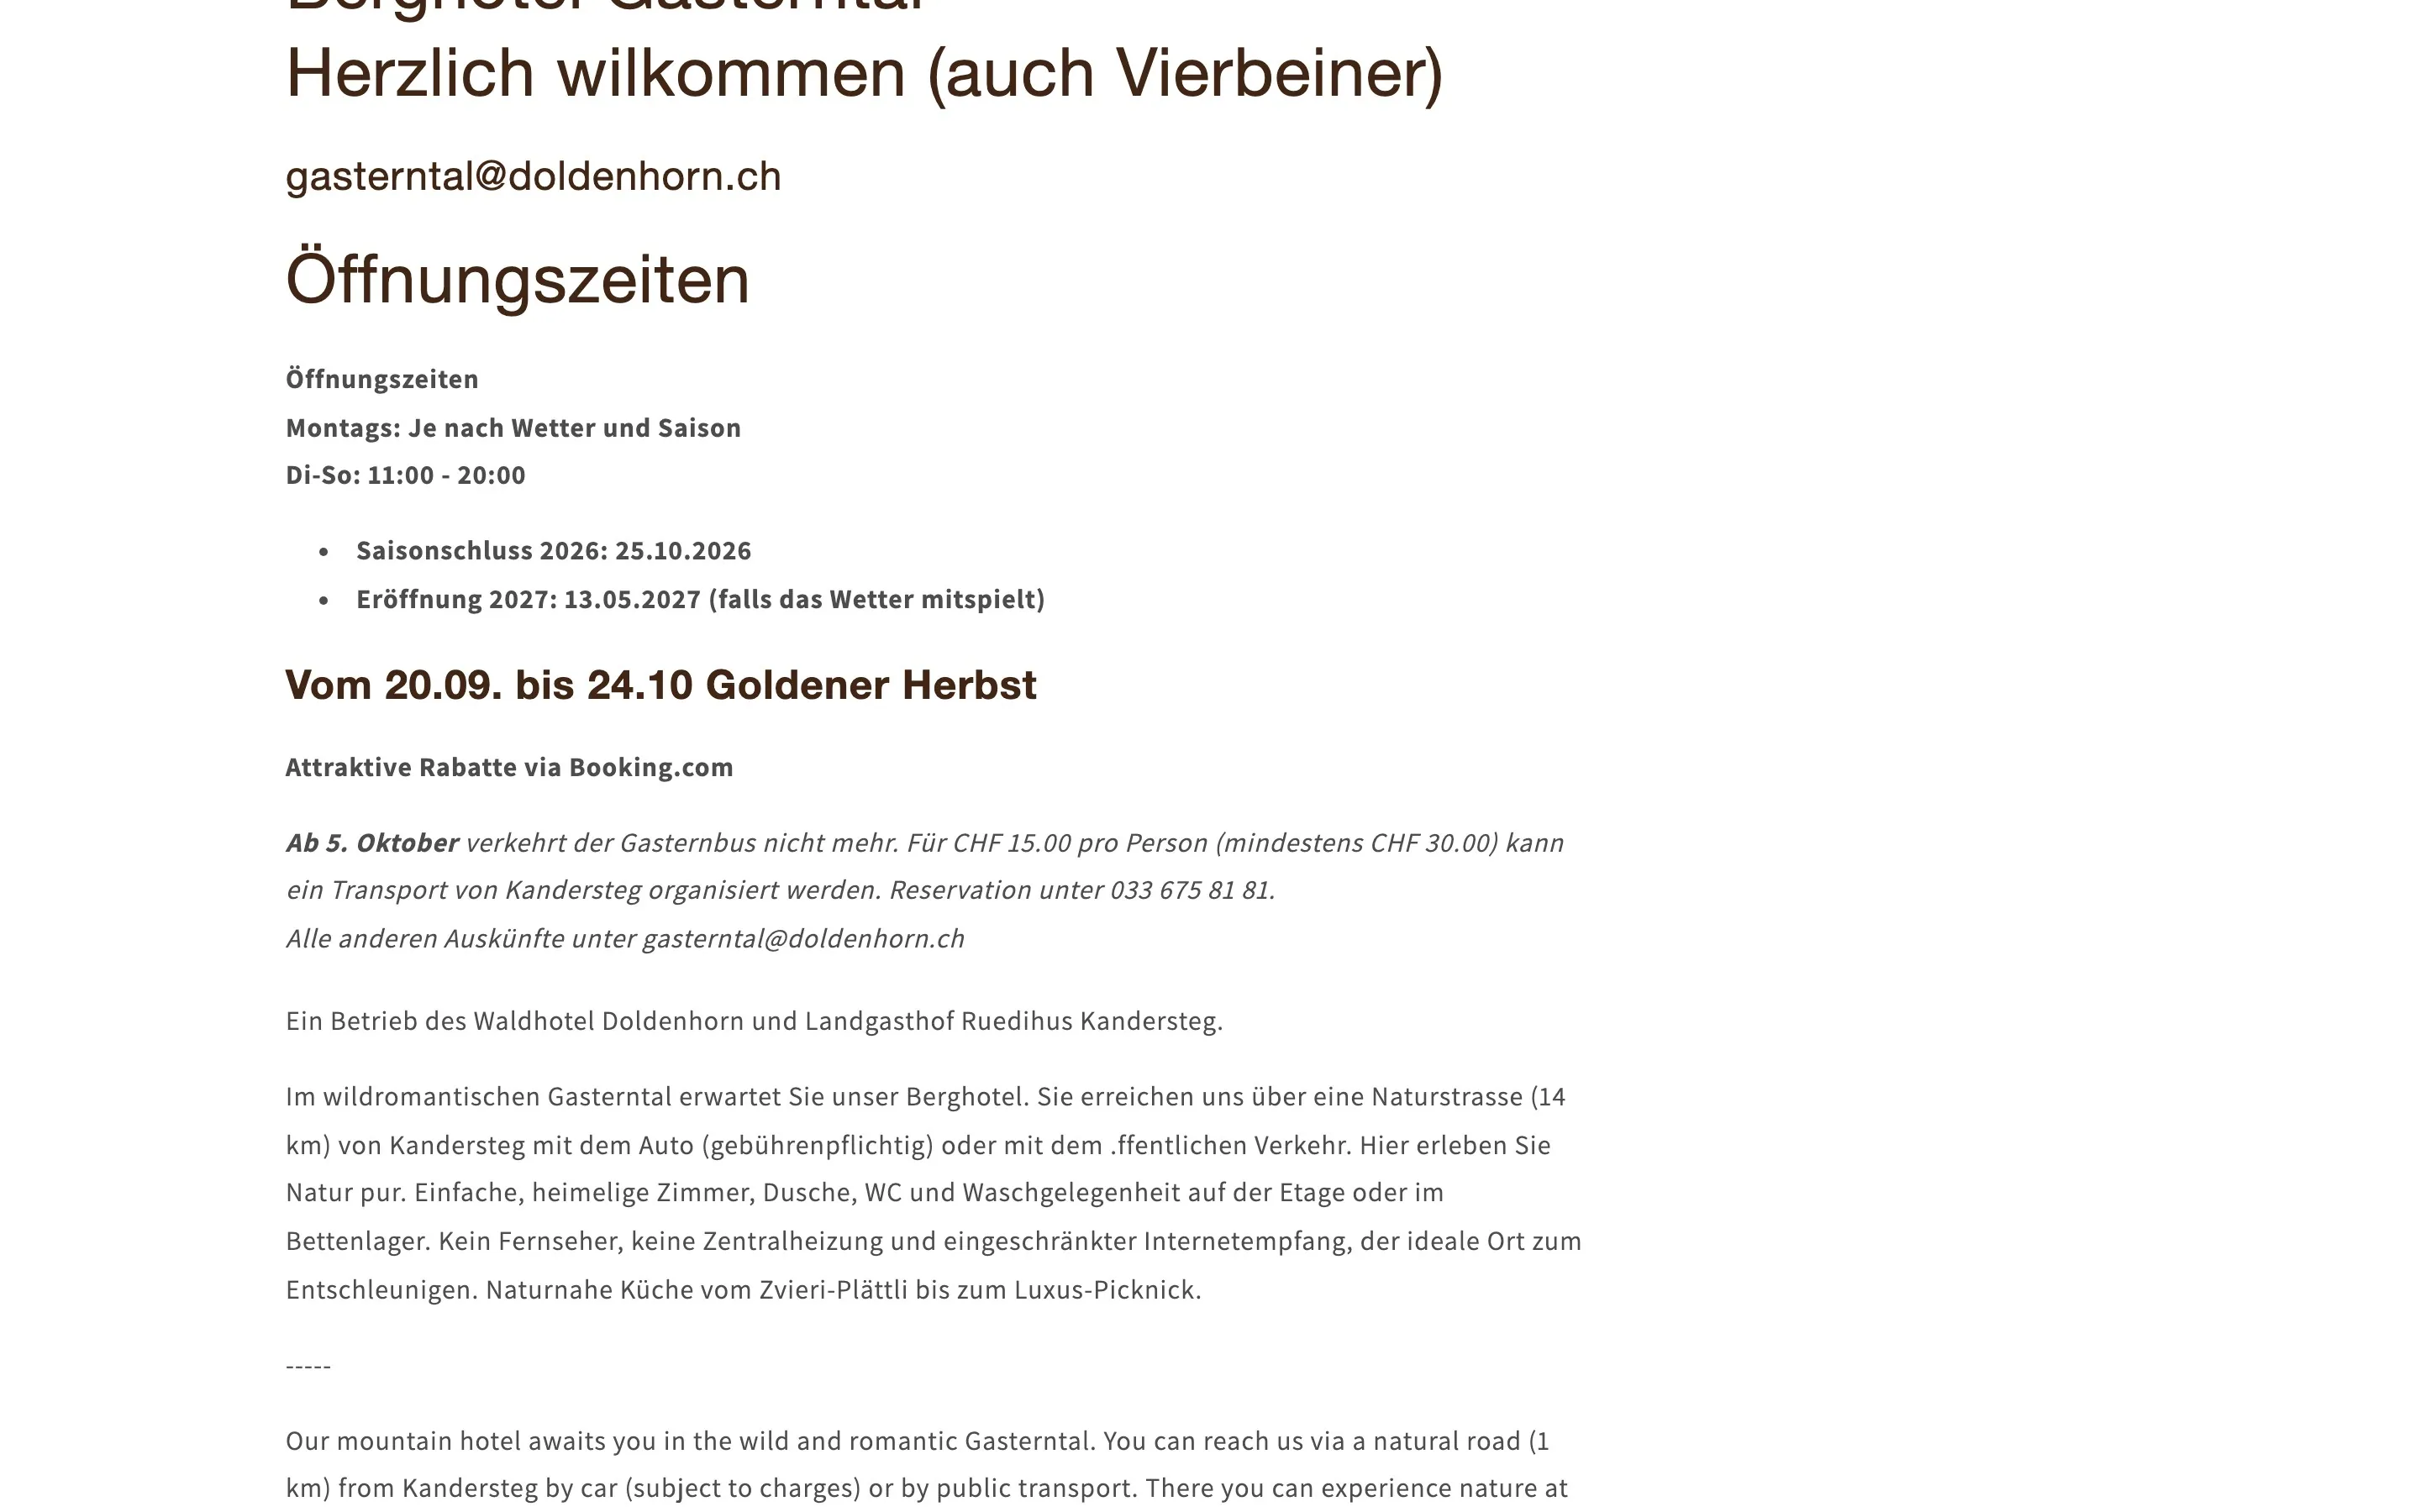 Berghotel Gasterntal
Herzlich wilkommen (auch Vierbeiner)
gasterntal@doldenhorn.ch
Öffnungszeiten
Öffnungszeiten
Montags: Je nach Wetter und Saison
Di-So: 11:00 - 20:00
• Saisonschluss 2026: 25.10.2026
• Eröffnung 2027: 13.05.2027 (falls das Wetter mitspielt)
Vom 20.09. bis 24.10 Goldener Herbst
Attraktive Rabatte via Booking.com
Ab 5. Oktober verkehrt der Gasternbus nicht mehr. Für CHF 15.00 pro Person (mindestens CHF 30.00) kann
ein Transport von Kandersteg organisiert werden. Reservation unter 033 675 81 81.
Alle anderen Auskünfte unter gasterntal@doldenhorn.ch
Ein Betrieb des Waldhotel Doldenhorn und Landgasthof Ruedihus Kandersteg.
Im wildromantischen Gasterntal erwartet Sie unser Berghotel. Sie erreichen uns über eine Naturstrasse (14
km) von Kandersteg mit dem Auto (gebührenpflichtig) oder mit dem .ffentlichen Verkehr. Hier erleben Sie
Natur pur. Einfache, heimelige Zimmer, Dusche, WC und Waschgelegenheit auf der Etage oder im
Bettenlager. Kein Fernseher, keine Zentralheizung und eingeschränkter Internetempfang, der ideale Ort zum
Entschleunigen. Naturnahe Küche vom Zvieri-Plättli bis zum Luxus-Picknick.
-----
Our mountain hotel awaits you in the wild and romantic Gasterntal. You can reach us via a natural road (1
km) from Kandersteg by car (subject to charges) or by public transport. There you can experience nature at